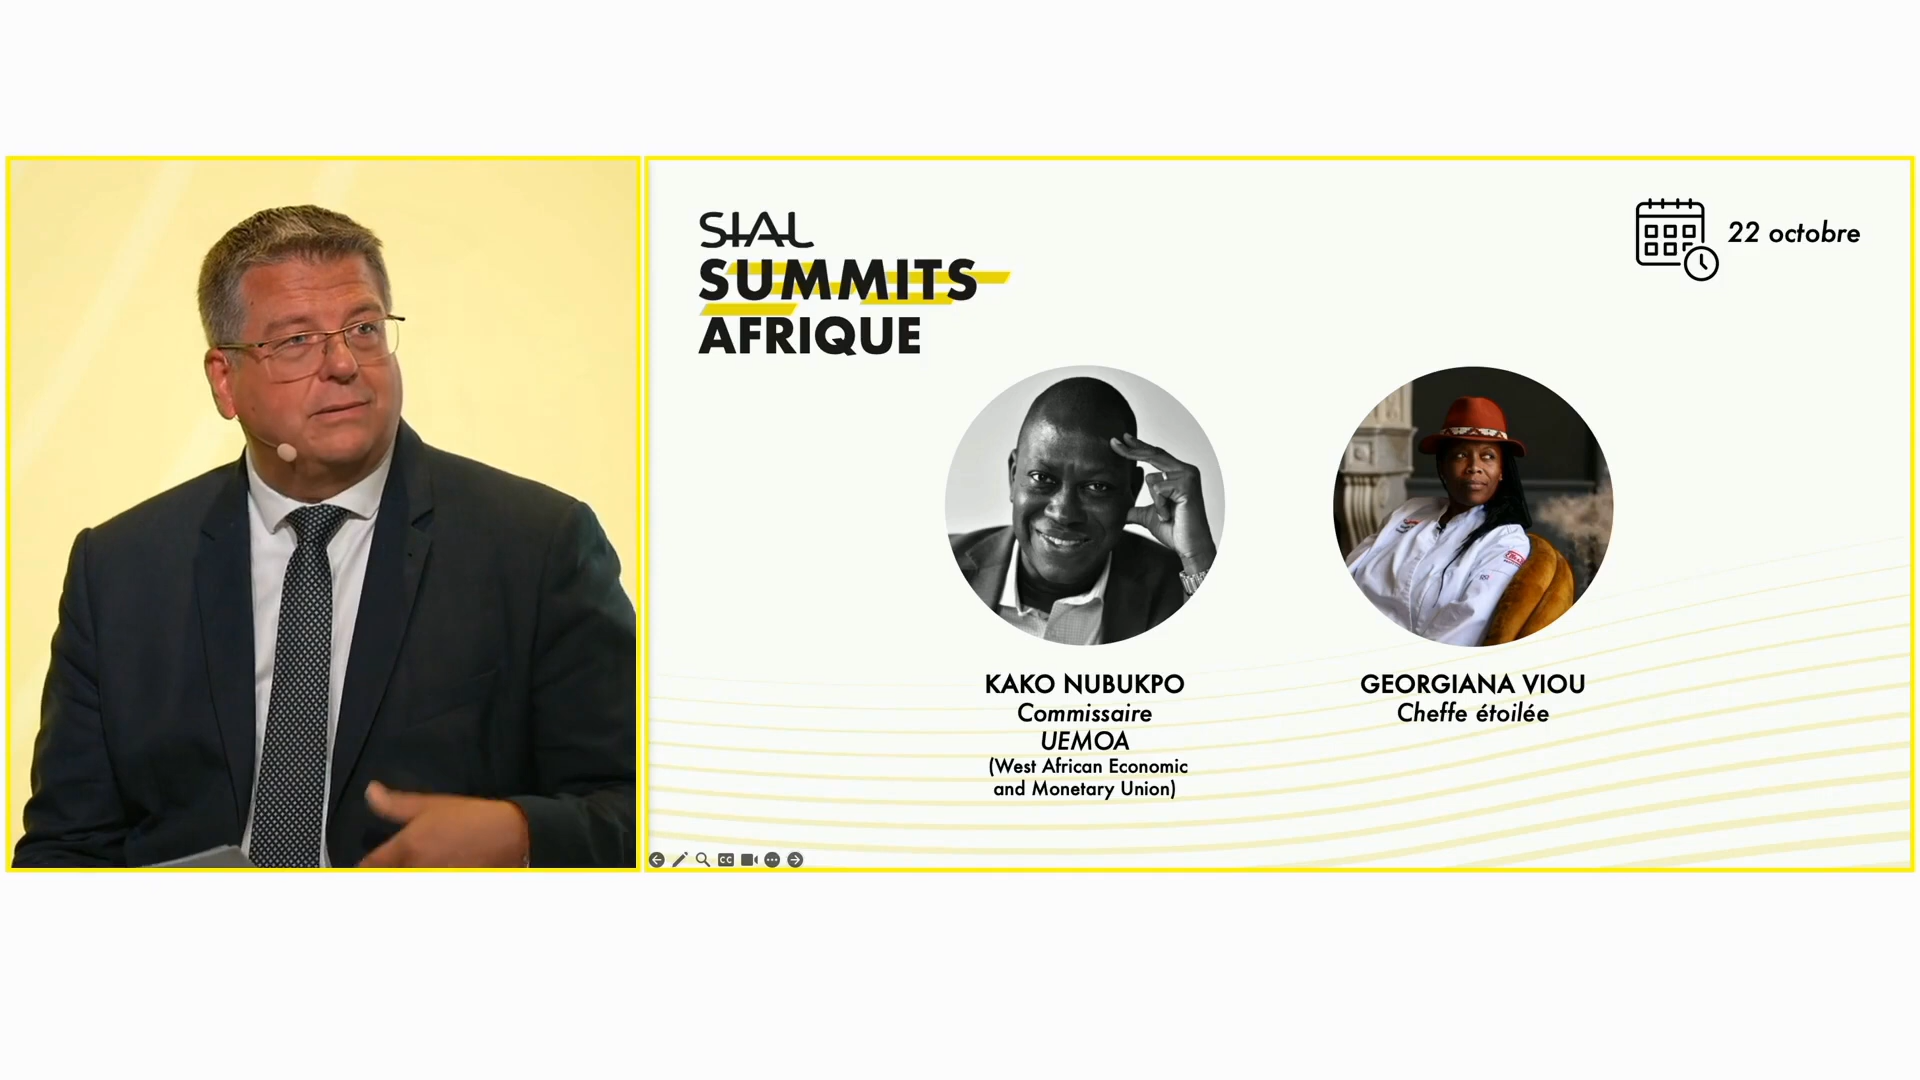 SIAL
SUMMITS
AFRIQUE
22 octobre
KAKO NUBUKPO
Commissaire
UEMOA
(West African Economic
and Monetary Union)
GEORGIANA VIOU
Cheffe étoilée
CC